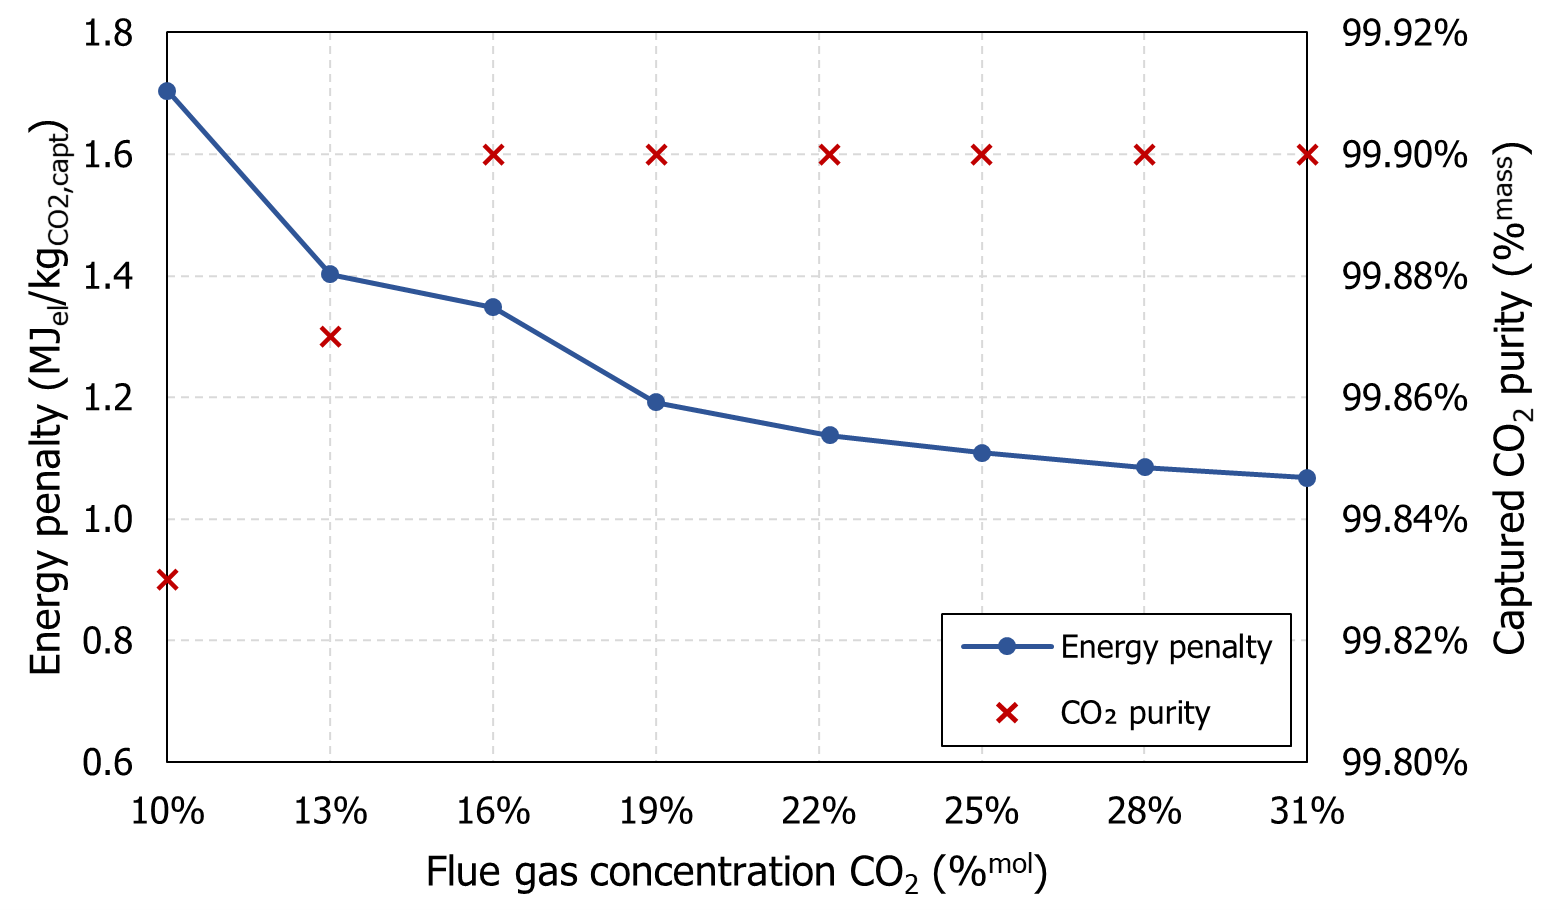 1.8
1.6
1.4
1.2
1.0
0.8
0.6
Energy penalty (MJel/kgCO2,capt)
99.92%
99.90%
99.88%
99.86%
99.84%
99.82%
99.80%
Captured CO2 purity (%mass)
Energy penalty
CO₂ purity
10% 13% 16% 19% 22% 25% 28% 31%
Flue gas concentration CO2 (%mol)